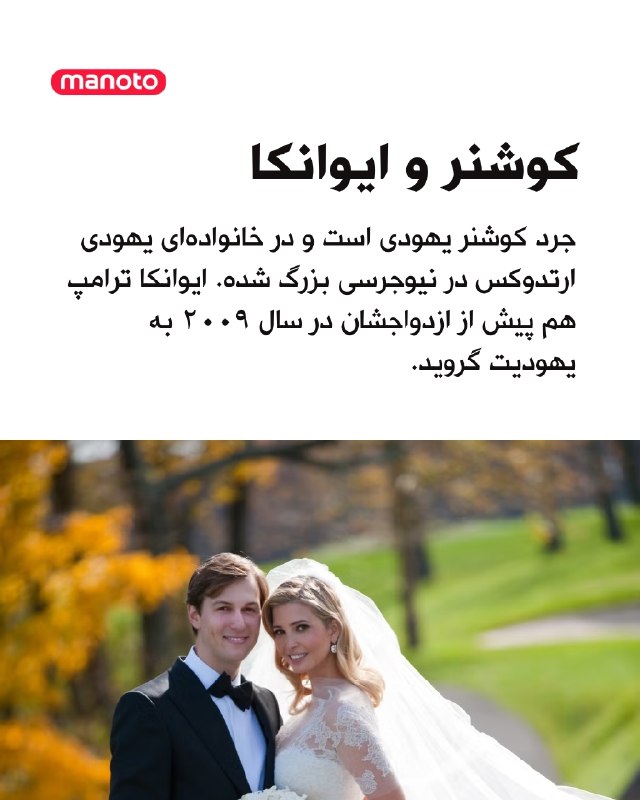 manoto
کوشنر و ایوانکا
جرد کوشنر یهودی است و در خانواده‌ای یهودی
ارتدوکس در نیوجرسی بزرگ شده. ایوانکا ترامپ
هم پیش از ازدواجشان در سال ۲۰۰۹ به
یهودیت گروید.